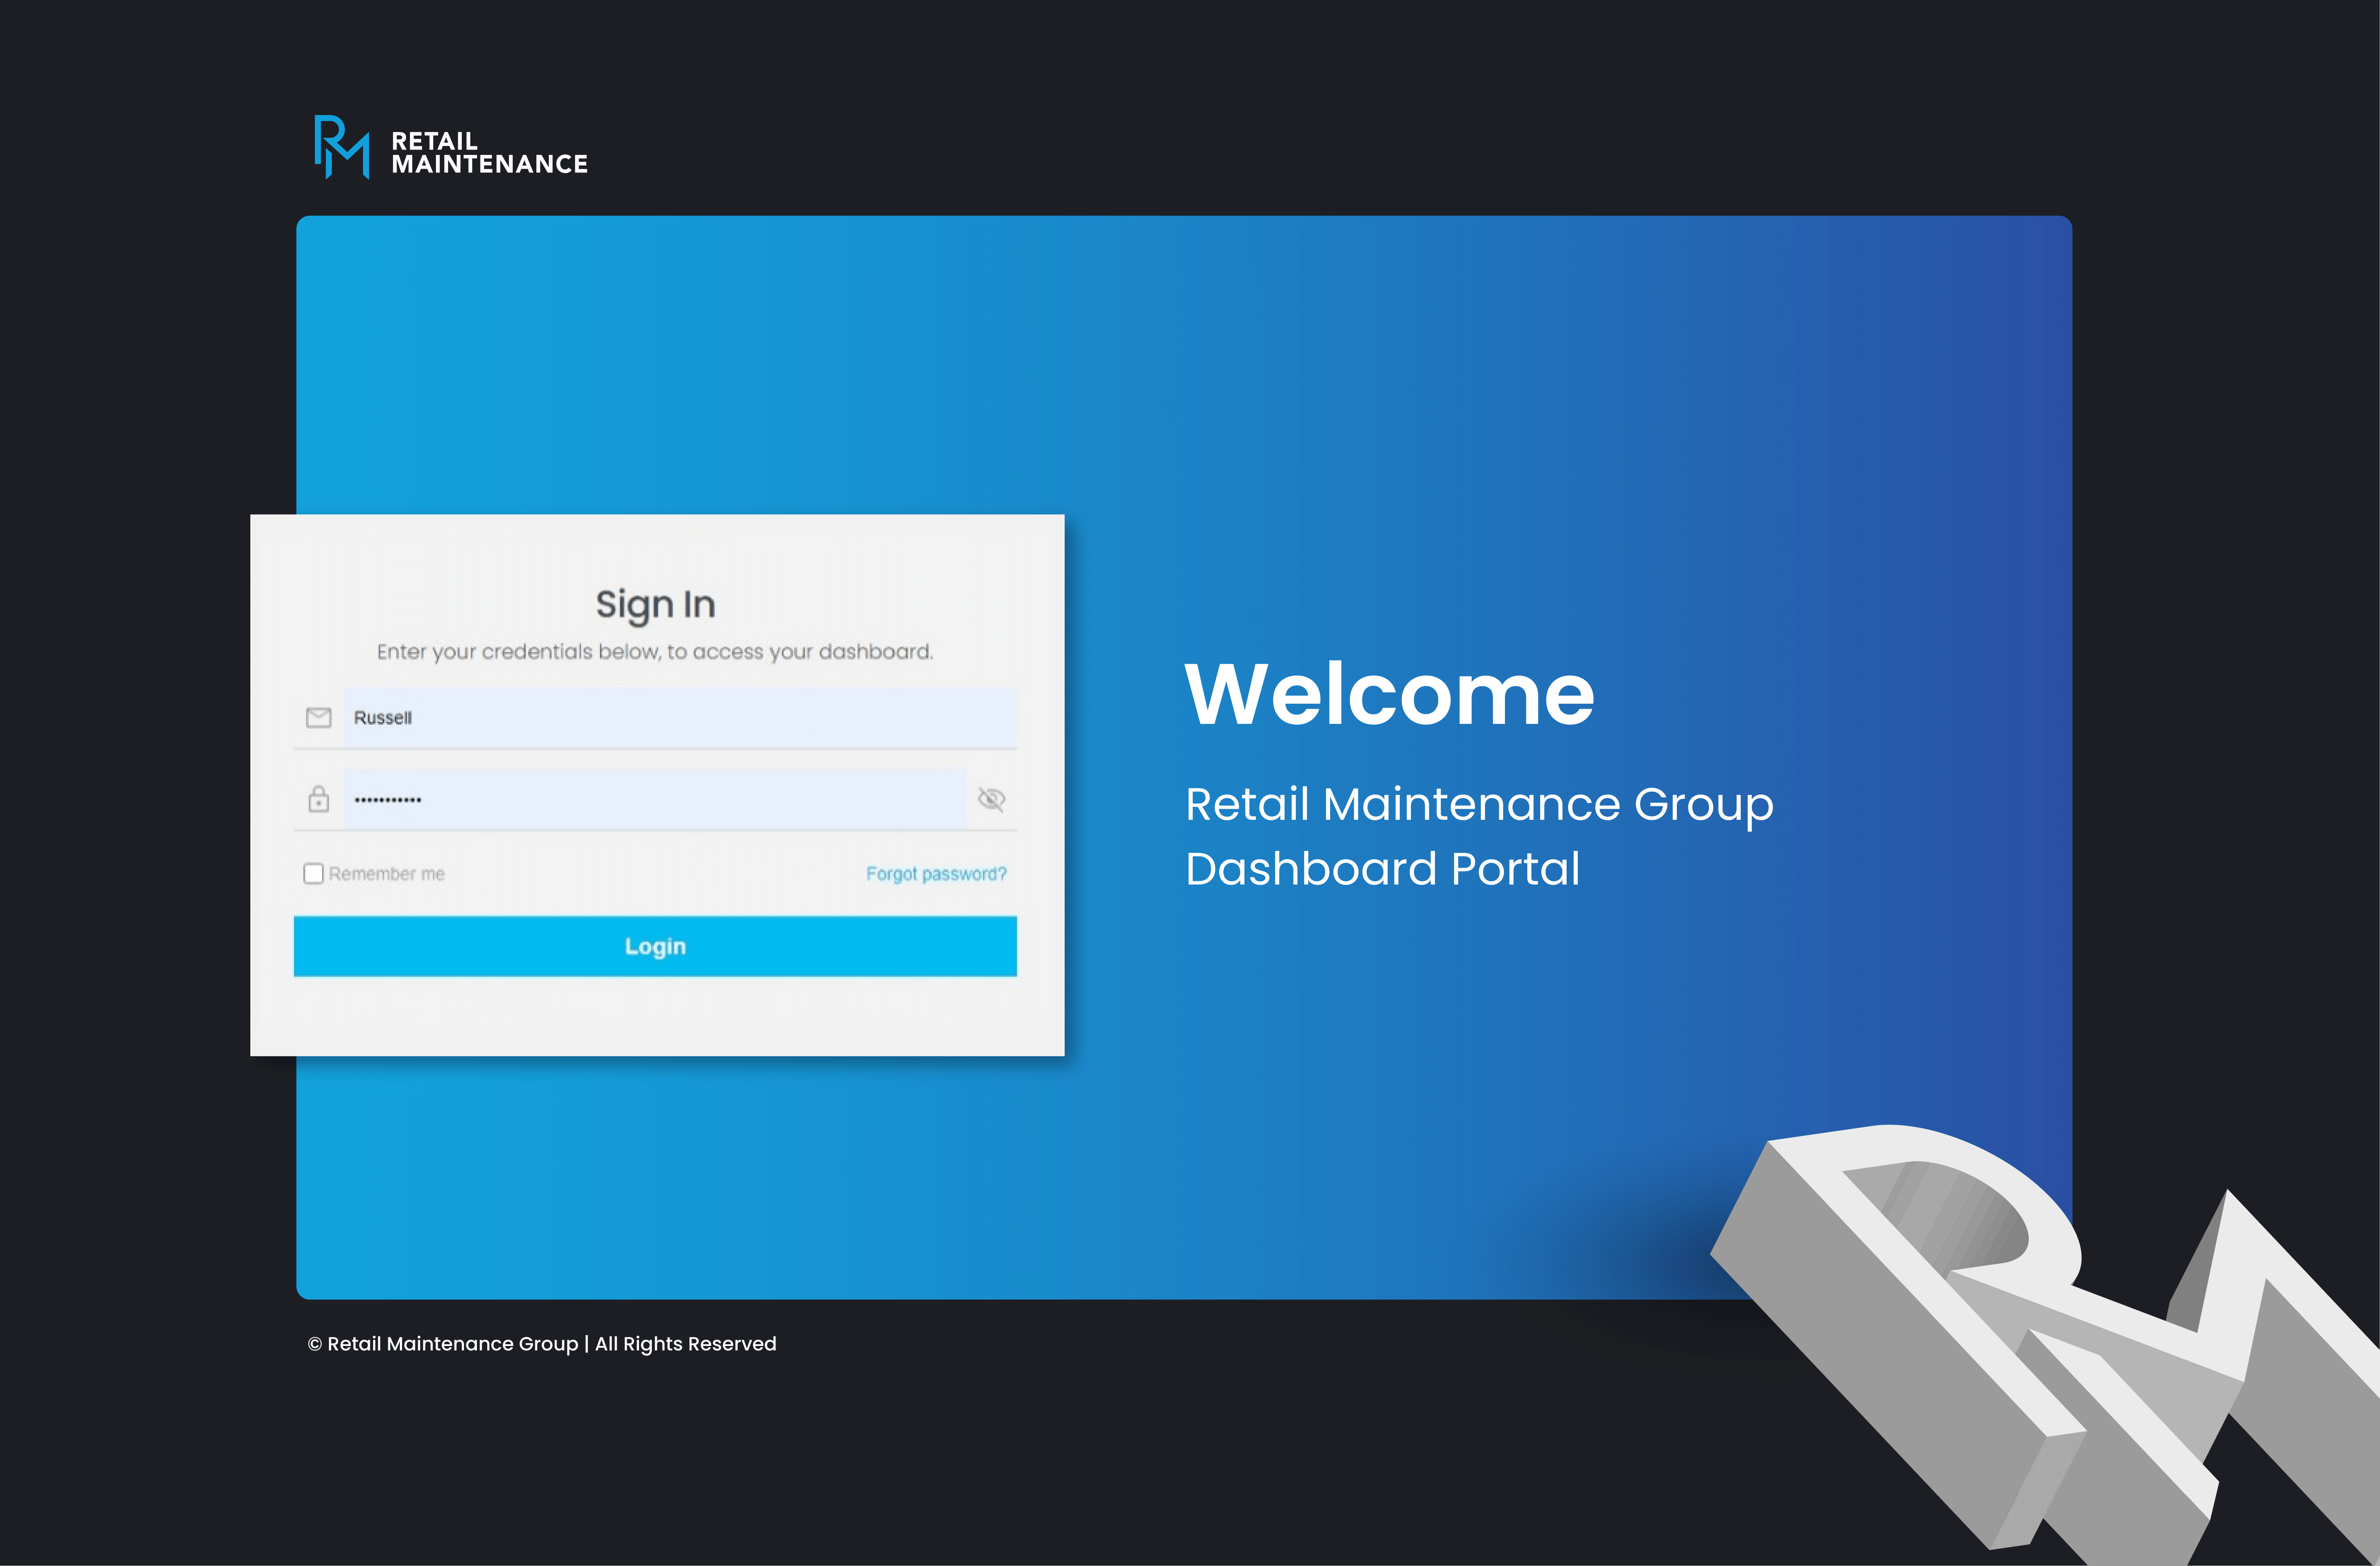 RETAIL
MAINTENANCE
Sign In
Enter your credentials below, to access your dashboard.
Russell
•••••••••••
Remember me
Forgot password?
Login
Welcome
Retail Maintenance Group
Dashboard Portal
© Retail Maintenance Group | All Rights Reserved
RM